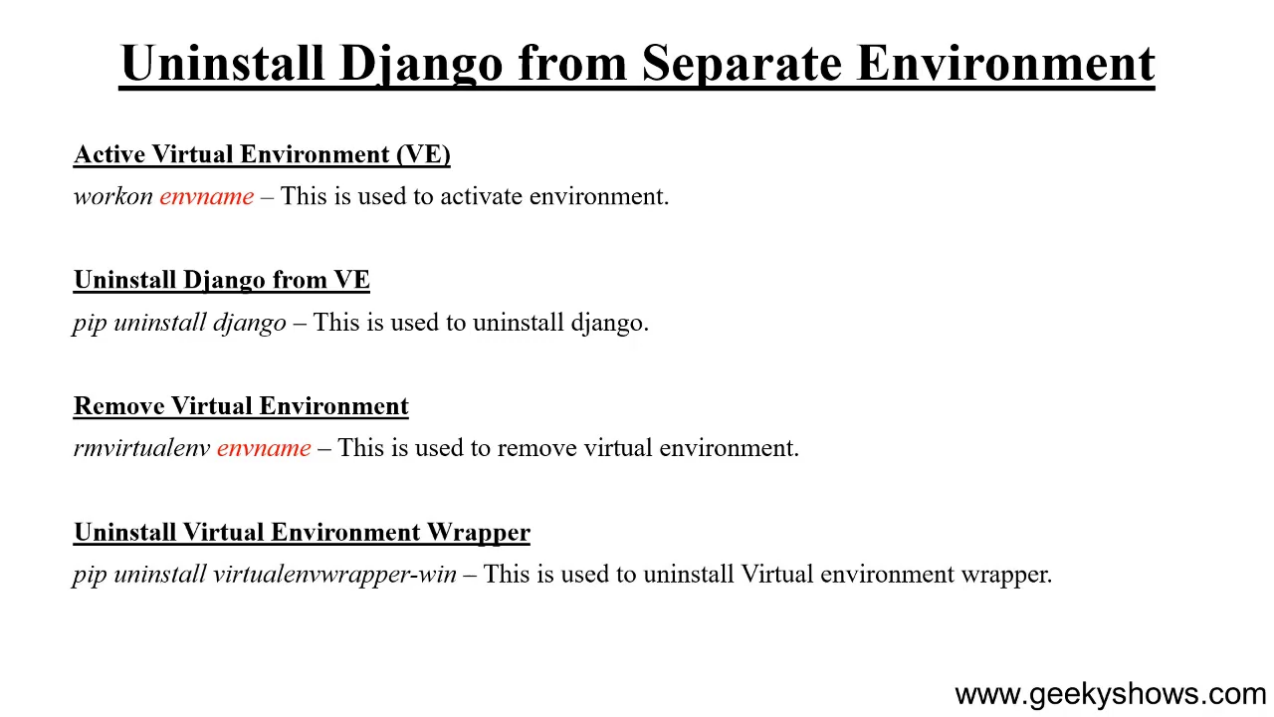 Uninstall Django from Separate Environment
Active Virtual Environment (VE)
workon envname – This is used to activate environment.
Uninstall Django from VE
pip uninstall django – This is used to uninstall django.
Remove Virtual Environment
rmvirtualenv envname – This is used to remove virtual environment.
Uninstall Virtual Environment Wrapper
pip uninstall virtualenvwrapper-win – This is used to uninstall Virtual environment wrapper.
www.geekyshows.com